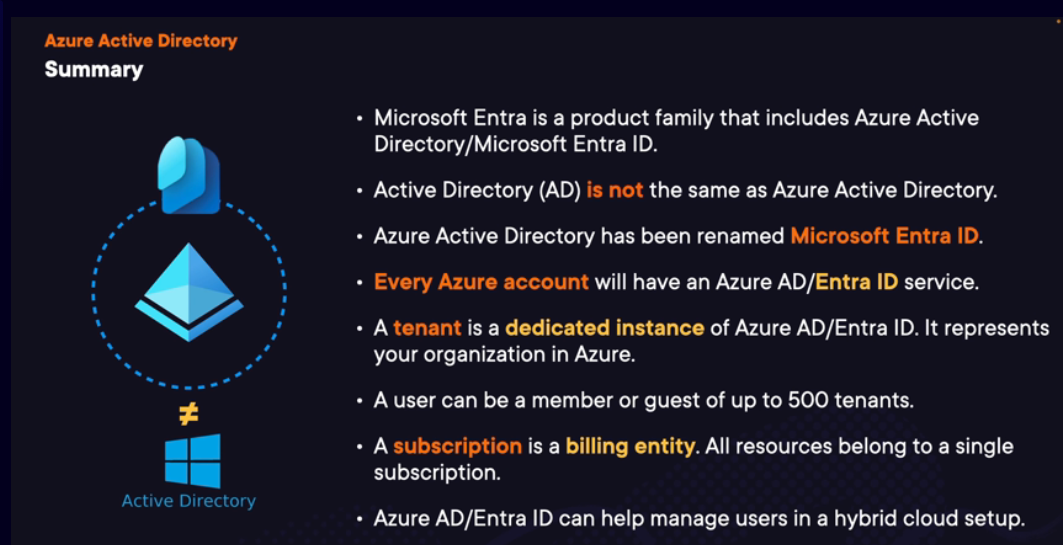 Azure Active Directory
Summary
• Microsoft Entra is a product family that includes Azure Active
Directory/Microsoft Entra ID.
• Active Directory (AD) is not the same as Azure Active Directory.
• Azure Active Directory has been renamed Microsoft Entra ID.
• Every Azure account will have an Azure AD/Entra ID service.
• A tenant is a dedicated instance of Azure AD/Entra ID. It represents
your organization in Azure.
• A user can be a member or guest of up to 500 tenants.
• A subscription is a billing entity. All resources belong to a single
subscription.
• Azure AD/Entra ID can help manage users in a hybrid cloud setup.
≠
Active Directory